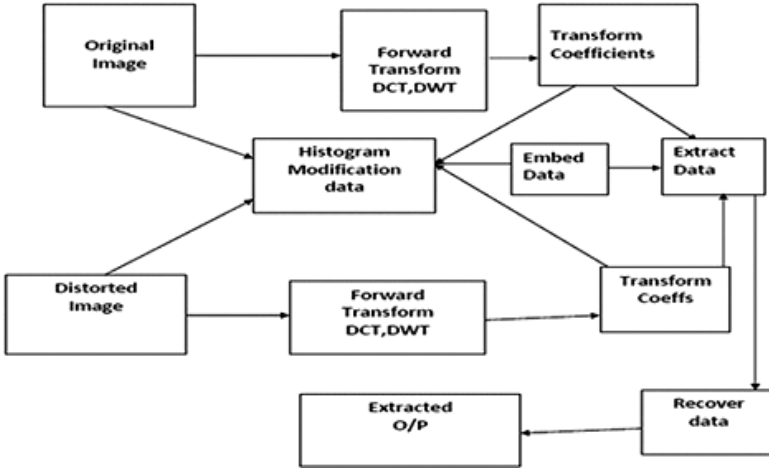 Original
Image
Forward
Transform
DCT,DWT
Transform
Coefficients
Histogram
Modification
data
Embed
Data
Extract
Data
Distorted
Image
Forward
Transform
DCT,DWT
Transform
Coeffs
Extracted
O/P
Recover
data